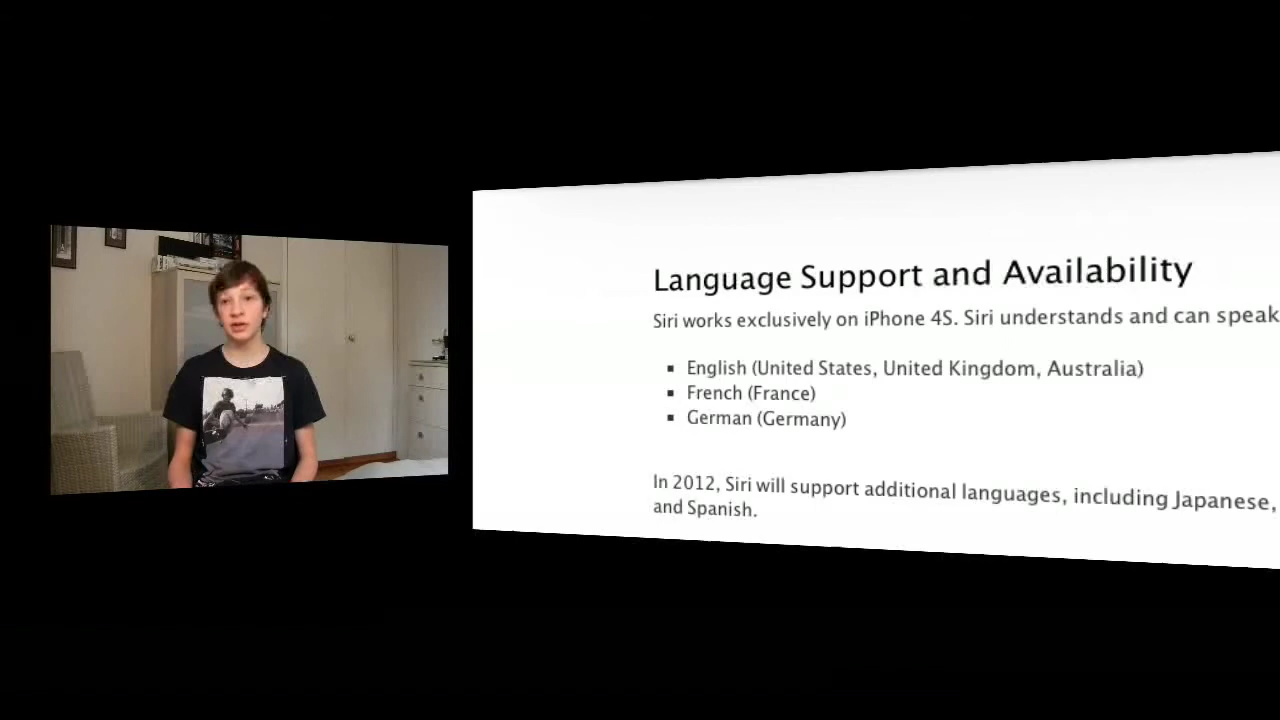 Language Support and Availability
Siri works exclusively on iPhone 4S. Siri understands and can speak
▪ English (United States, United Kingdom, Australia)
▪ French (France)
▪ German (Germany)
In 2012, Siri will support additional languages, including Japanese,
and Spanish.